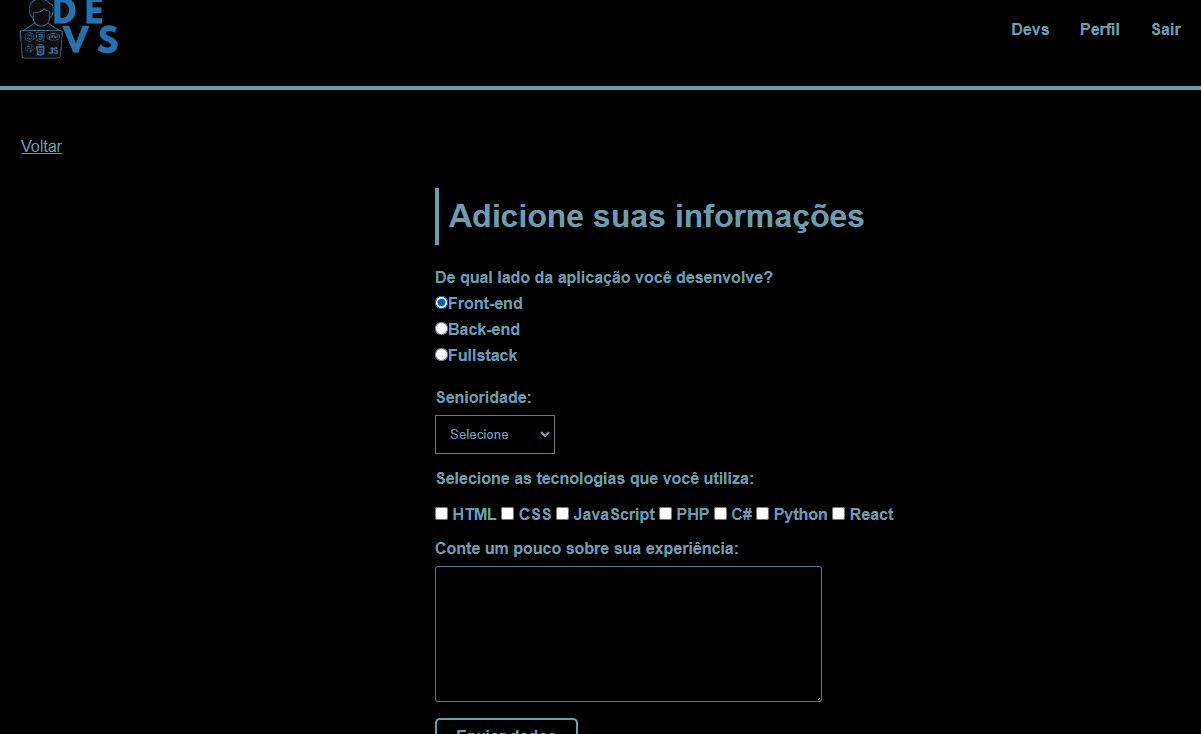 DE
VS
JS
Devs Perfil Sair
Voltar
Adicione suas informações
De qual lado da aplicação você desenvolve?
Front-end
Back-end
Fullstack
Senioridade:
Selecione
Selecione as tecnologias que você utiliza:
HTML CSS JavaScript PHP C# Python React
Conte um pouco sobre sua experiência:
Enviar dados